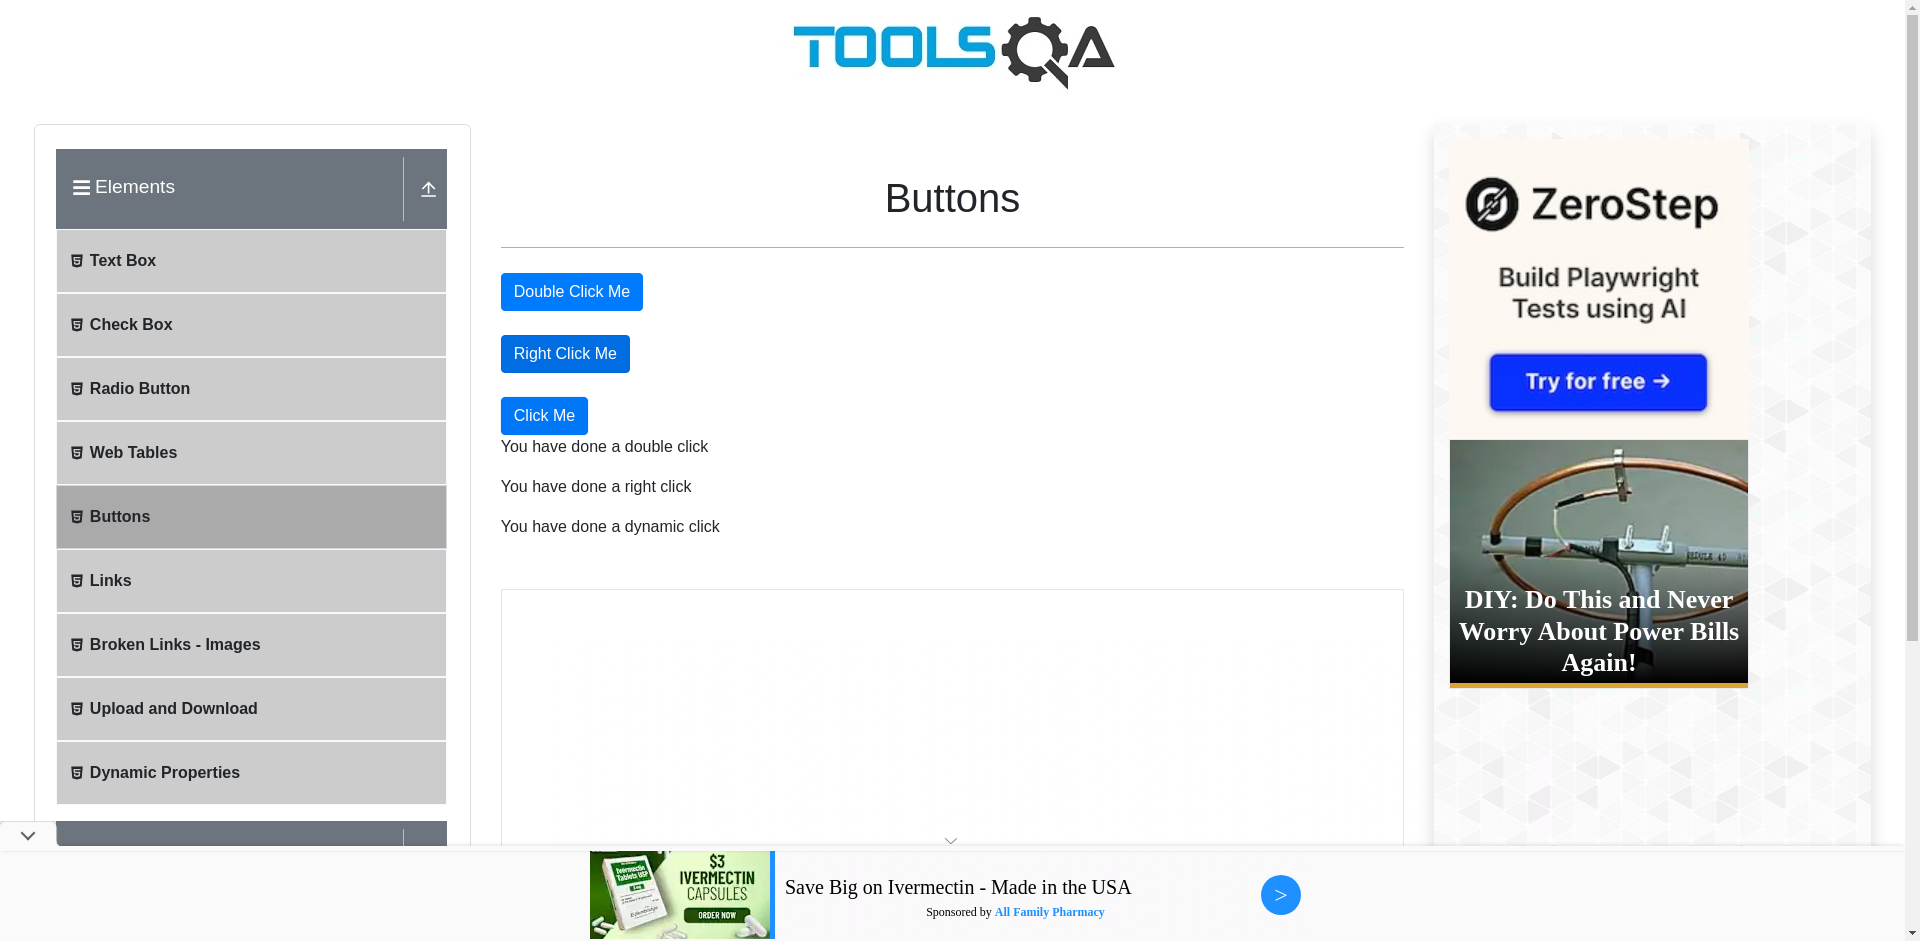 TOOLSQA
Elements
Text Box
Check Box
Radio Button
Web Tables
Buttons
Links
Broken Links - Images
Upload and Download
Dynamic Properties
Buttons
Double Click Me
Right Click Me
Click Me
You have done a double click
You have done a right click
You have done a dynamic click
ZeroStep
Build Playwright
Tests using AI
Try for free →
DIY: Do This and Never
Worry About Power Bills
Again!
$3
IVERMECTIN
CAPSULES
ORDER NOW
Save Big on Ivermectin - Made in the USA
Sponsored by All Family Pharmacy
>